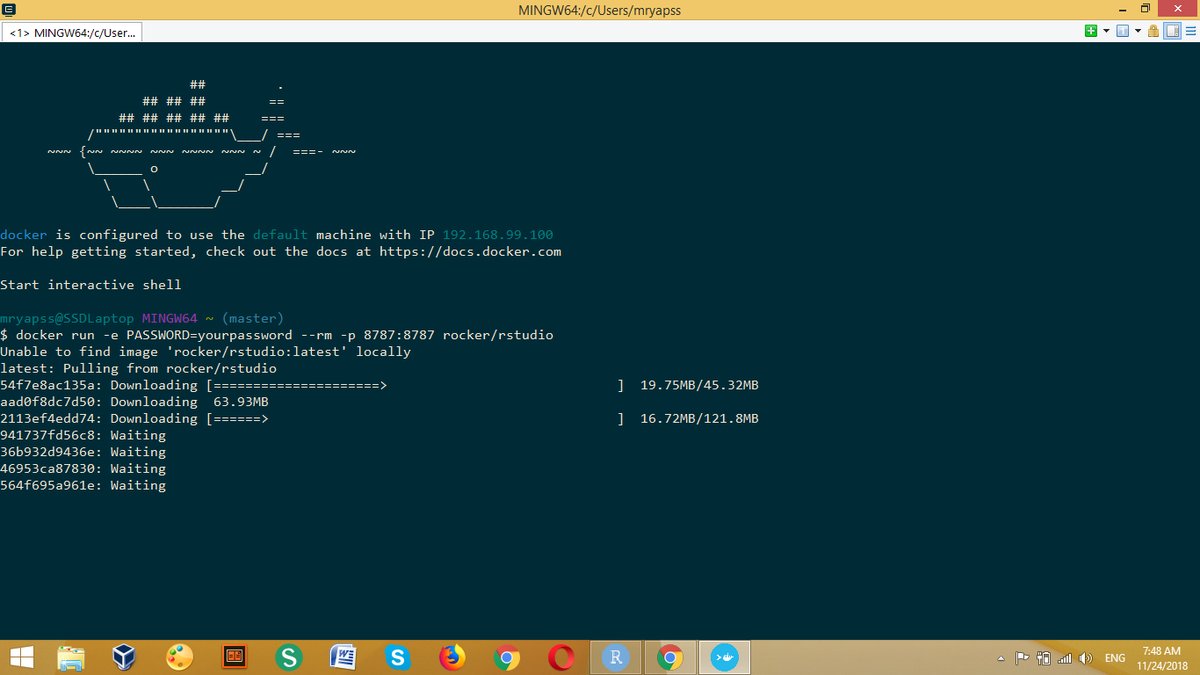 MINGW64:/c/Users/mryapss
<1> MINGW64:/c/User...
                        ##         .
                  ## ## ##        ==
               ## ## ## ## ##    ===
           /"""""""""""""""""\___/ ===
      ~~~ {~~ ~~~~ ~~~ ~~~~ ~~~ ~ /  ===- ~~~
           \______ o           __/
             \    \         __/
              \____\_______/
docker is configured to use the default machine with IP 192.168.99.100
For help getting started, check out the docs at https://docs.docker.com
Start interactive shell
mryapss@SSDLaptop MINGW64 ~ (master)
$ docker run -e PASSWORD=yourpassword --rm -p 8787:8787 rocker/rstudio
Unable to find image 'rocker/rstudio:latest' locally
latest: Pulling from rocker/rstudio
54f7e8ac135a: Downloading [=====================>                             ]  19.75MB/45.32MB
aad0f8dc7d50: Downloading  63.93MB
2113ef4edd74: Downloading [======>                                            ]  16.72MB/121.8MB
941737fd56c8: Waiting
36b932d9436e: Waiting
46953ca87830: Waiting
564f695a961e: Waiting
ENG
7:48 AM
11/24/2018